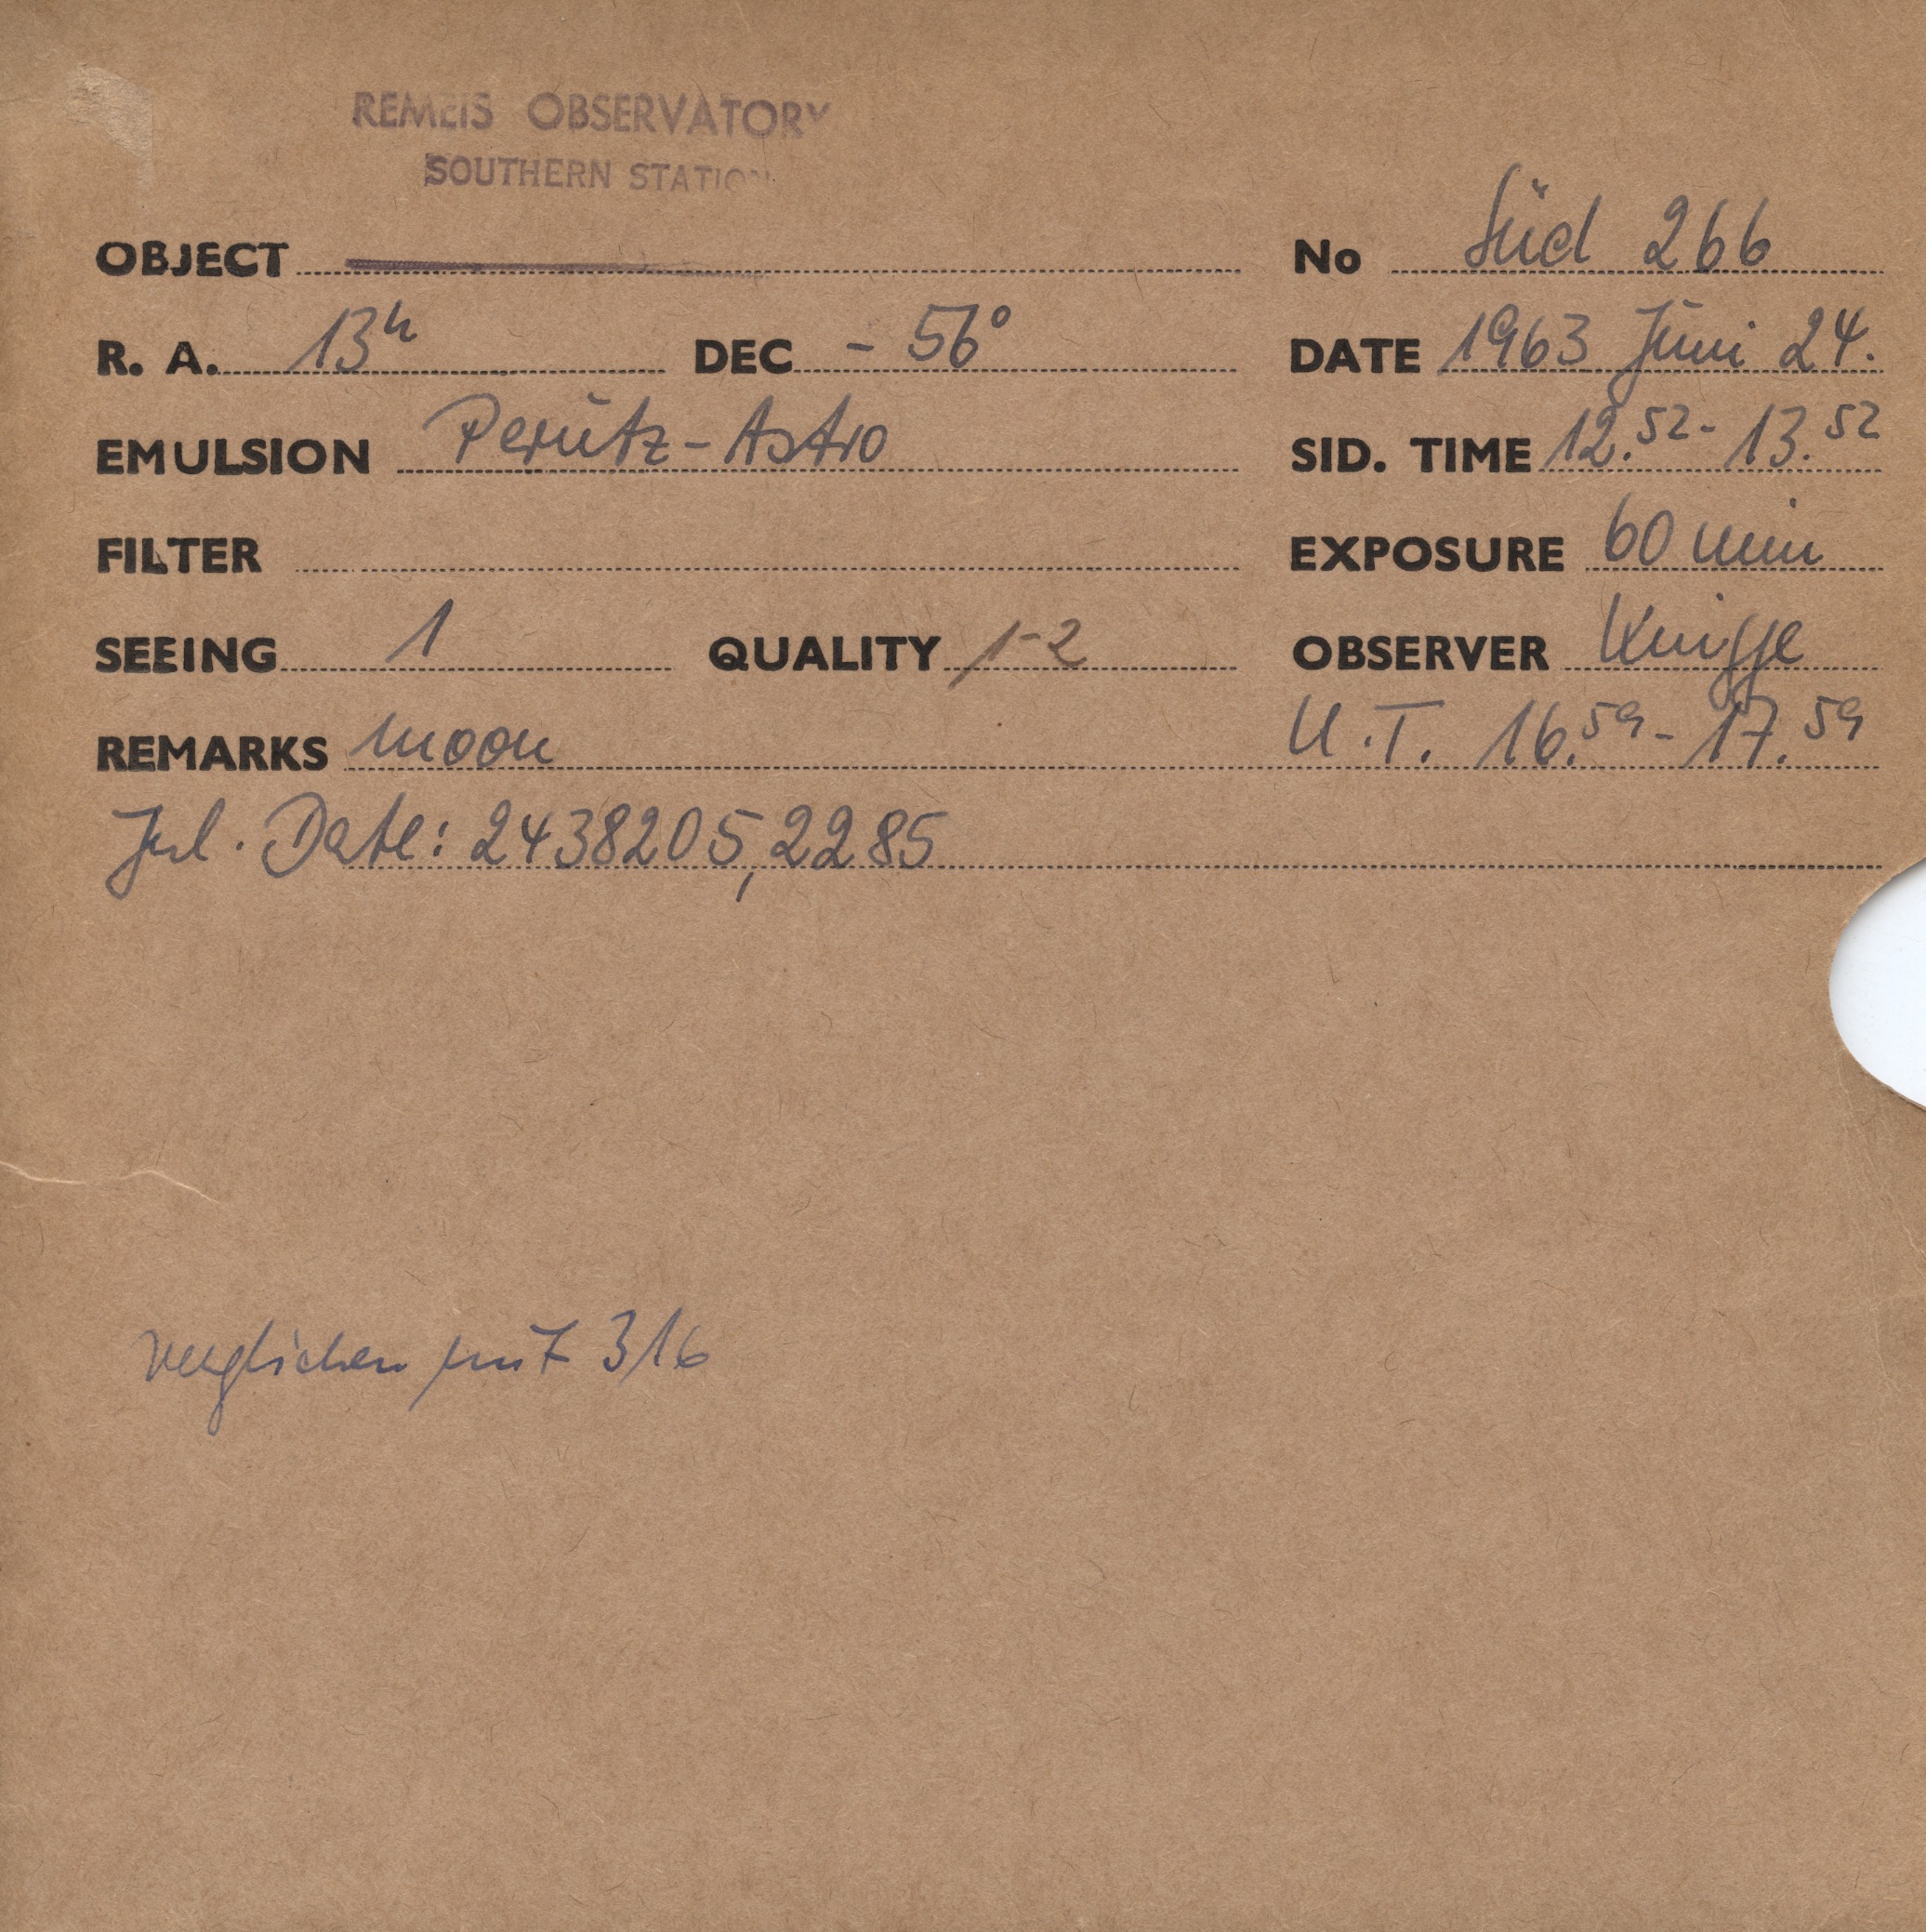 REMEIS OBSERVATORY
SOUTHERN STATION
OBJECT No Süd 266
R. A. 13h DEC - 56° DATE 1963 Juni 24.
EMULSION Perutz-Astro SID. TIME 12.52 - 13.52
FILTER EXPOSURE 60 min
SEEING 1 QUALITY 1-2 OBSERVER Knigge
REMARKS moon U.T. 16.59 - 17.59
Jul. Date: 2438205,2285
verglichen mit 316